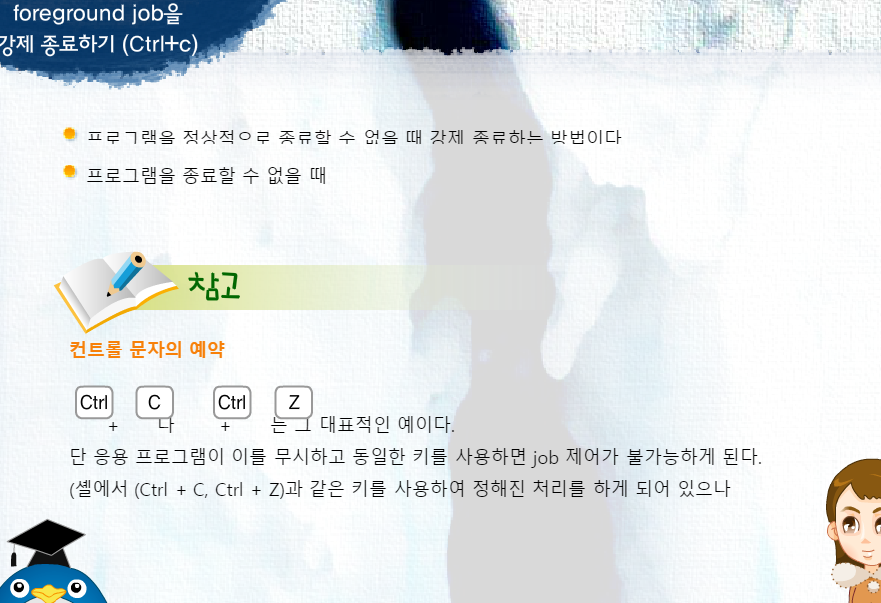 foreground job을
강제 종료하기 (Ctrl+c)
프로그램을 정상적으로 종료할 수 없을 때 강제 종료하는 방법이다
프로그램을 종료할 수 없을 때
참고
컨트롤 문자의 예약
Ctrl + C 나 Ctrl + Z 는 그 대표적인 예이다.
단 응용 프로그램이 이를 무시하고 동일한 키를 사용하면 job 제어가 불가능하게 된다.
(셸에서 (Ctrl + C, Ctrl + Z)과 같은 키를 사용하여 정해진 처리를 하게 되어 있으나